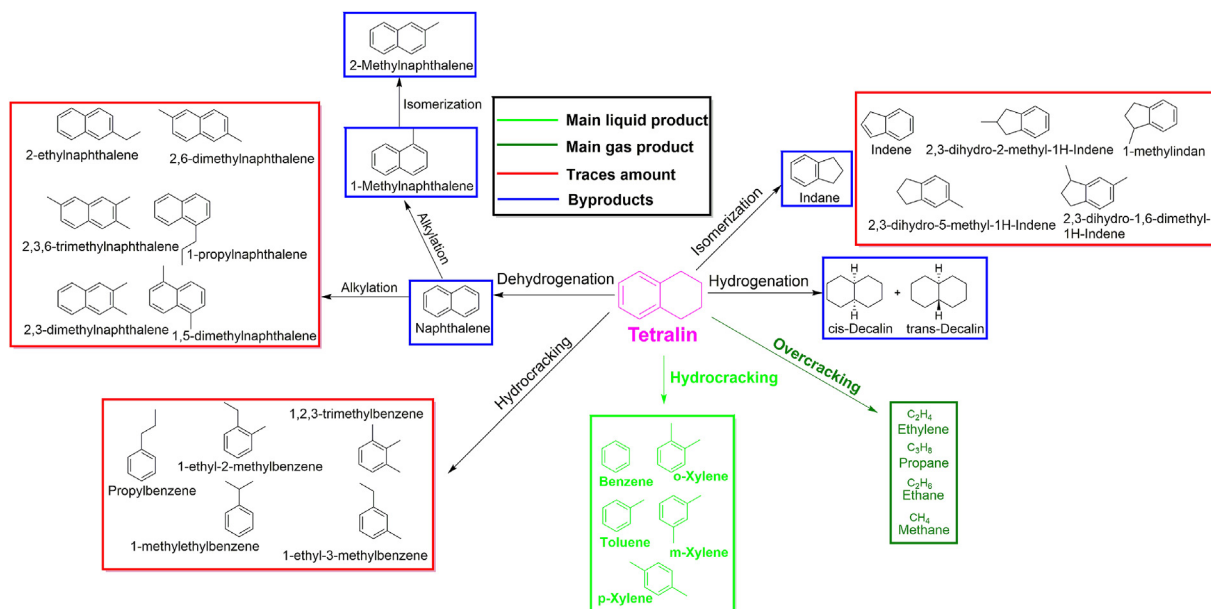 2-Methylnaphthalene
Isomerization
1-Methylnaphthalene
Alkylation
2-ethylnaphthalene
2,6-dimethylnaphthalene
2,3,6-trimethylnaphthalene
1-propylnaphthalene
2,3-dimethylnaphthalene
1,5-dimethylnaphthalene
Alkylation
Naphthalene
Dehydrogenation
Main liquid product
Main gas product
Traces amount
Byproducts
Tetralin
Isomerization
Indane
Indene
2,3-dihydro-2-methyl-1H-Indene
1-methylindan
2,3-dihydro-5-methyl-1H-Indene
2,3-dihydro-1,6-dimethyl-
1H-Indene
Hydrogenation
H
H
+
H
H
cis-Decalin
trans-Decalin
Hydrocracking
Propylbenzene
1-ethyl-2-methylbenzene
1,2,3-trimethylbenzene
1-methylethylbenzene
1-ethyl-3-methylbenzene
Hydrocracking
Benzene
o-Xylene
Toluene
m-Xylene
p-Xylene
Overcracking
C2H4
Ethylene
C3H8
Propane
C2H6
Ethane
CH4
Methane